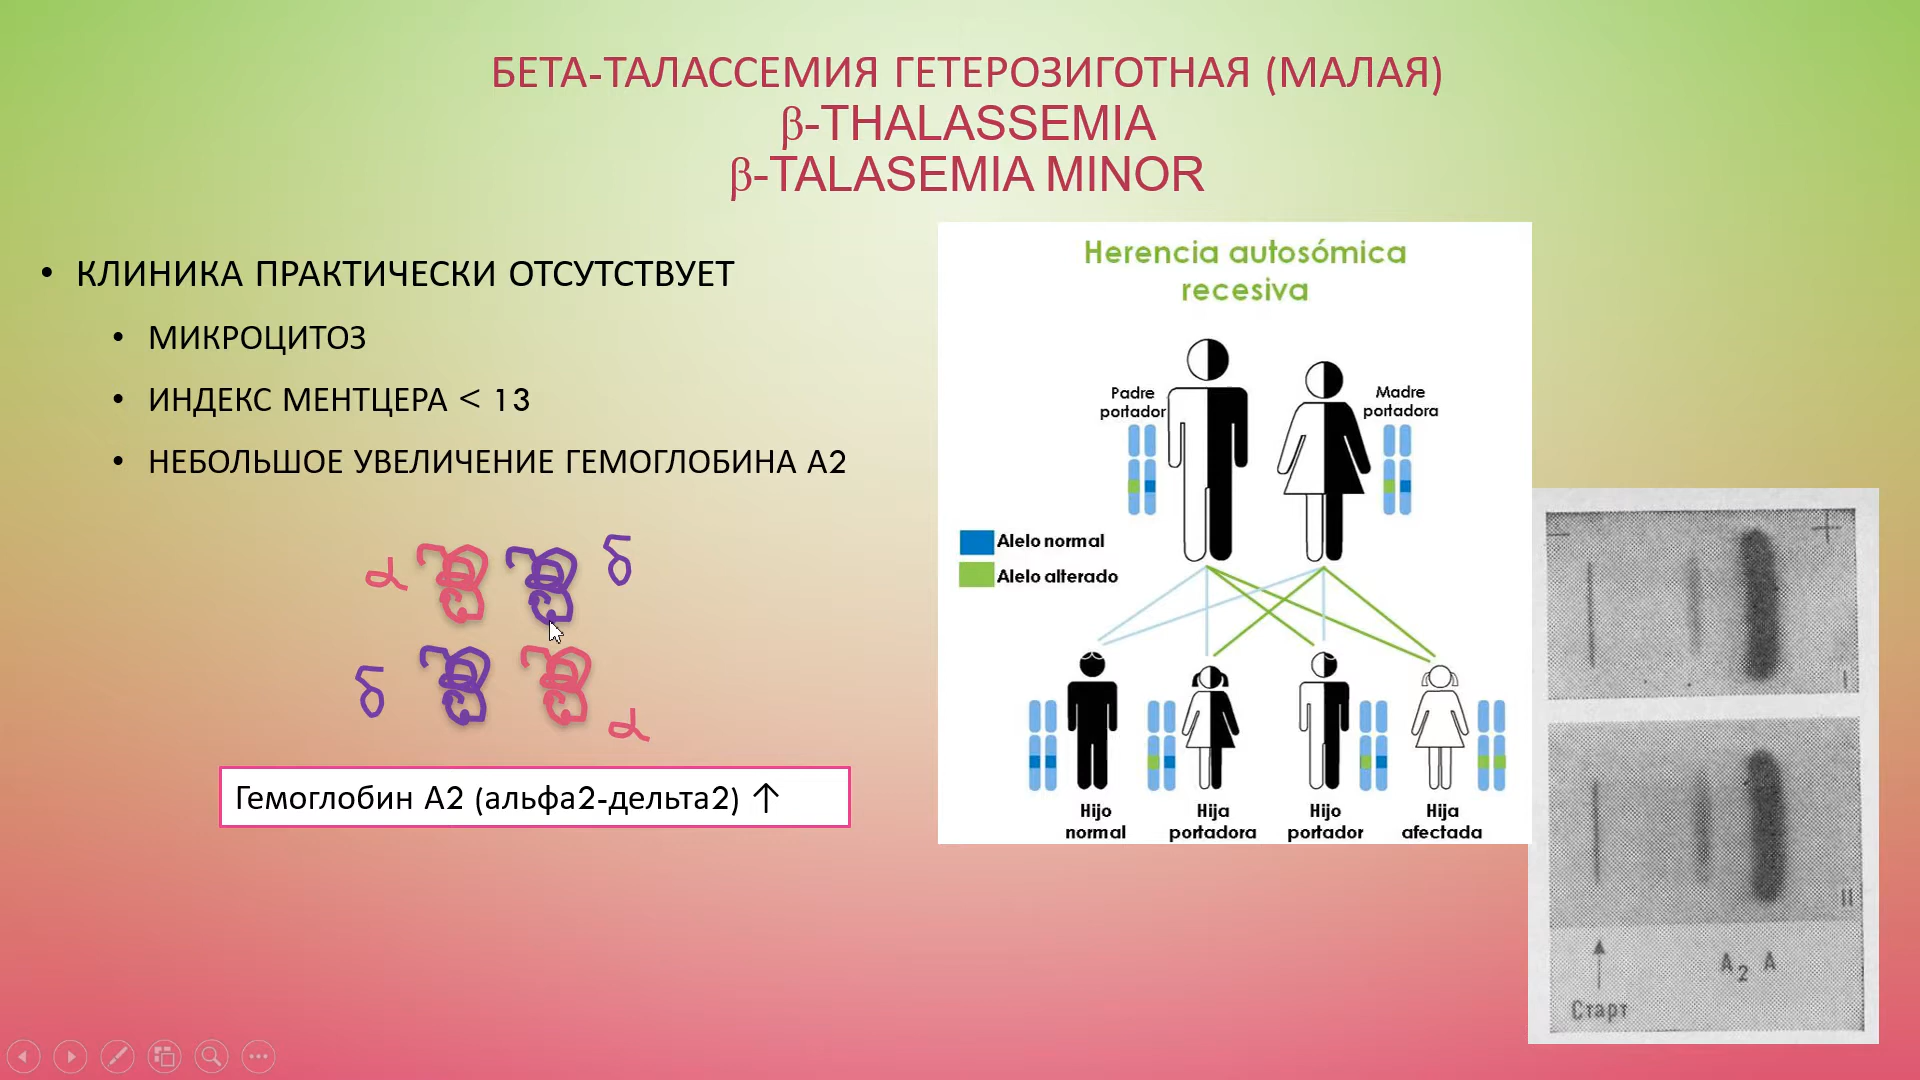 БЕТА-ТАЛАССЕМИЯ ГЕТЕРОЗИГОТНАЯ (МАЛАЯ)
β-THALASSEMIA
β-TALASEMIA MINOR
• КЛИНИКА ПРАКТИЧЕСКИ ОТСУТСТВУЕТ
• МИКРОЦИТОЗ
• ИНДЕКС МЕНТЦЕРА < 13
• НЕБОЛЬШОЕ УВЕЛИЧЕНИЕ ГЕМОГЛОБИНА А2
α
δ
δ
α
Гемоглобин А2 (альфа2-дельта2) ↑
Herencia autosómica
recesiva
Padre
portador
Madre
portadora
Alelo normal
Alelo alterado
Hijo
normal
Hija
portadora
Hijo
portador
Hija
afectada
− +
I
II
A2 A
Старт